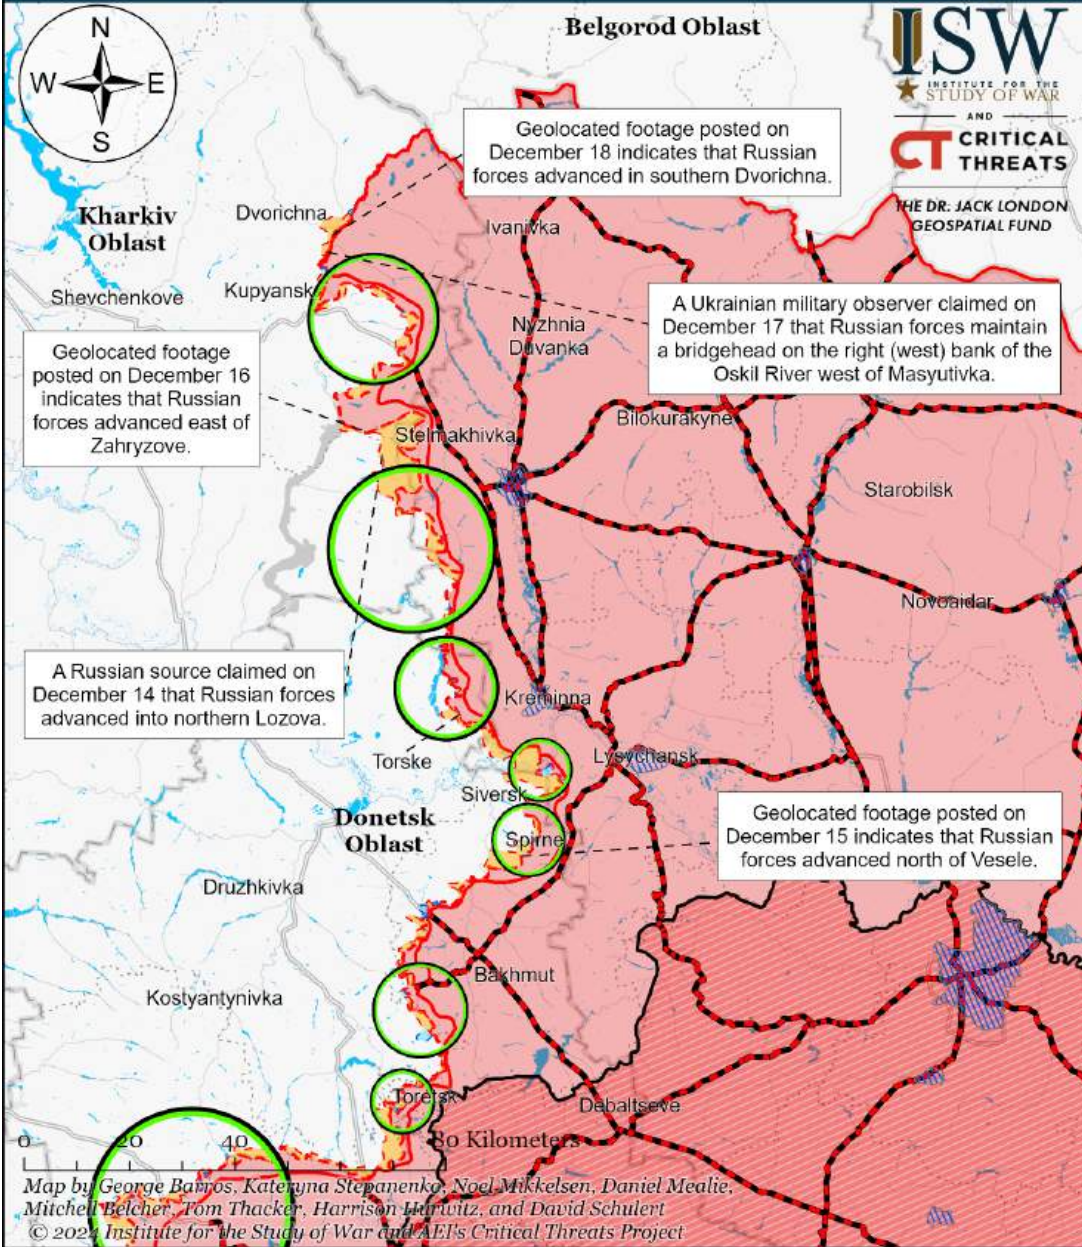 N
W
E
S
Belgorod Oblast
ISW
INSTITUTE FOR THE
STUDY OF WAR
AND
CT CRITICAL
THREATS
THE DR. JACK LONDON
GEOSPATIAL FUND
Geolocated footage posted on
December 18 indicates that Russian
forces advanced in southern Dvorichna.
Kharkiv
Oblast
Dvorichna
Ivanivka
Shevchenkove
Kupyansk
A Ukrainian military observer claimed on
December 17 that Russian forces maintain
a bridgehead on the right (west) bank of the
Oskil River west of Masyutivka.
Nyzhnia
Duvanka
Geolocated footage
posted on December 16
indicates that Russian
forces advanced east of
Zahryzove.
Bilokurakyne
Stelmakhivka
Starobilsk
Novoaidar
A Russian source claimed on
December 14 that Russian forces
advanced into northern Lozova.
Kreminna
Torske
Lysychansk
Siversk
Donetsk
Oblast
Spirne
Geolocated footage posted on
December 15 indicates that Russian
forces advanced north of Vesele.
Druzhkivka
Bakhmut
Kostyantynivka
Toretsk
Debaltseve
0 20 40 80 Kilometers
Map by George Barros, Kateryna Stepanenko, Noel Mikkelsen, Daniel Mealie,
Mitchell Belcher, Tom Thacker, Harrison Hurwitz, and David Schulert
© 2024 Institute for the Study of War and AEI's Critical Threats Project